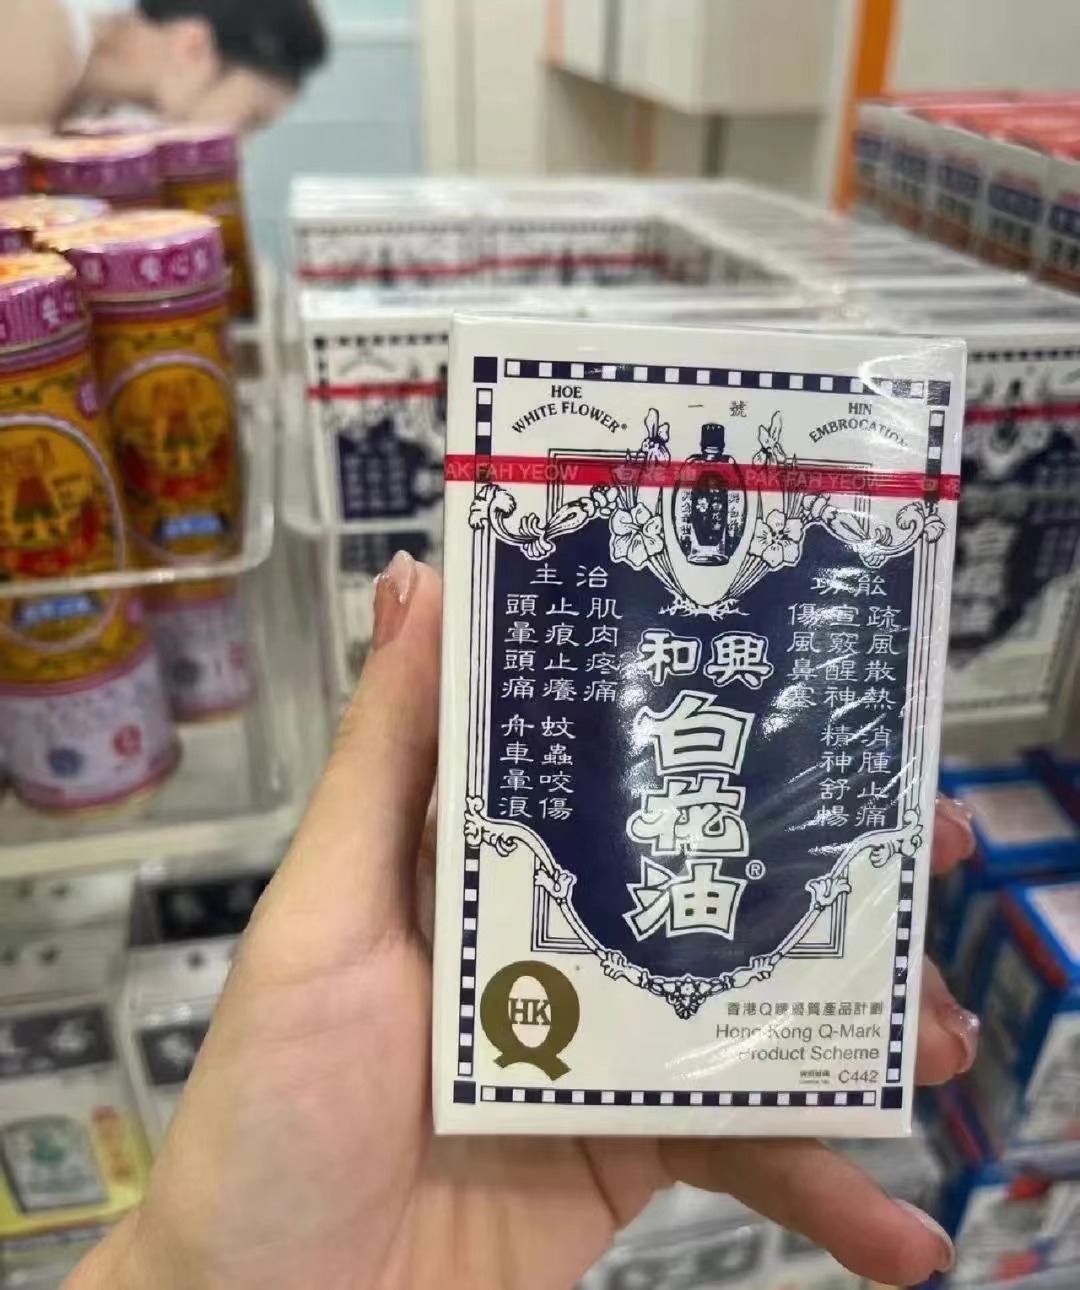 HOE
WHITE FLOWER®
一號
HIN
EMBROCATION
AK FAH YEOW
白花油
PAK FAH YEOW
主治
肌肉疼痛
止痕止癢
頭暈頭痛
蚊蟲咬傷
舟車暈浪
功能
疏風散熱
宣竅醒神
傷風鼻塞
消腫止痛
精神舒暢
和興
白花油®
HK
香港Q嘜優質產品計劃
Hong Kong Q-Mark
Product Scheme
C442